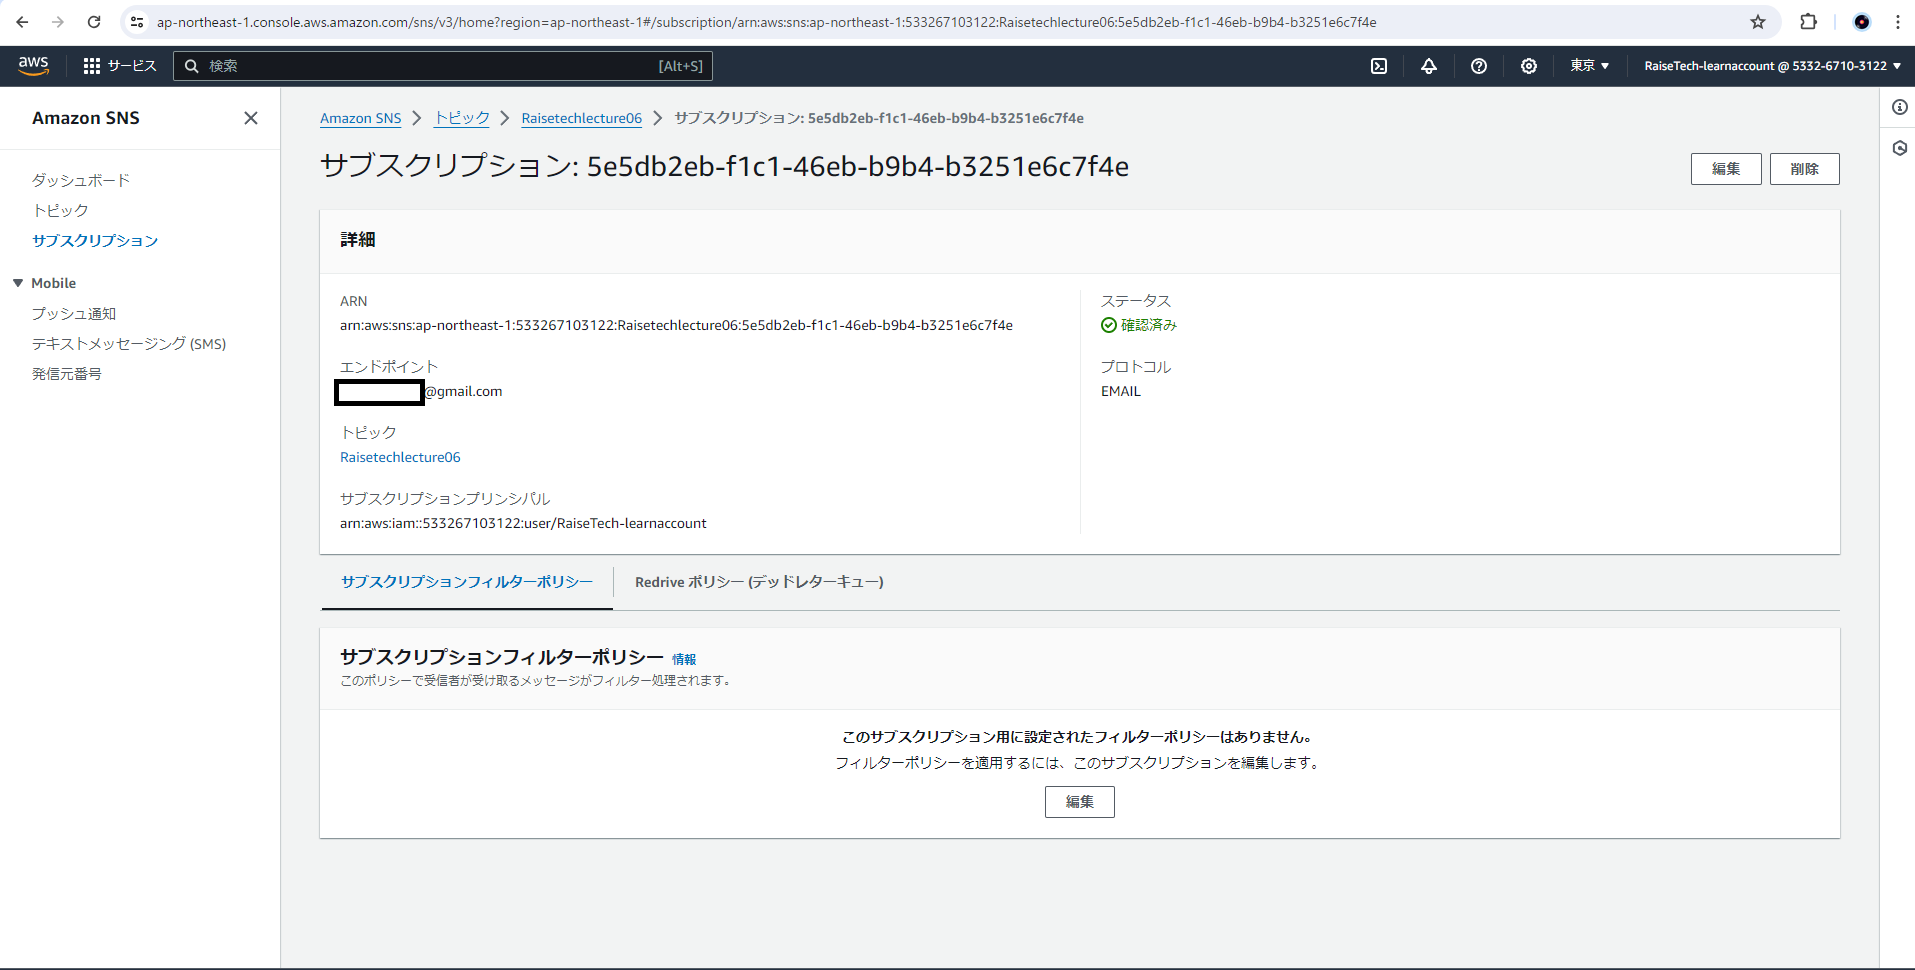 ap-northeast-1.console.aws.amazon.com/sns/v3/home?region=ap-northeast-1#/subscription/arn:aws:sns:ap-northeast-1:533267103122:Raisetechlecture06:5e5db2eb-f1c1-46eb-b9b4-b3251e6c7f4e
aws サービス 検索 [Alt+S] 東京 RaiseTech-learnaccount @ 5332-6710-3122
Amazon SNS
ダッシュボード
トピック
サブスクリプション
Mobile
プッシュ通知
テキストメッセージング (SMS)
発信元番号
Amazon SNS トピック Raisetechlecture06 サブスクリプション: 5e5db2eb-f1c1-46eb-b9b4-b3251e6c7f4e
サブスクリプション: 5e5db2eb-f1c1-46eb-b9b4-b3251e6c7f4e
編集 削除
詳細
ARN
arn:aws:sns:ap-northeast-1:533267103122:Raisetechlecture06:5e5db2eb-f1c1-46eb-b9b4-b3251e6c7f4e
エンドポイント
@gmail.com
トピック
Raisetechlecture06
サブスクリプションプリンシパル
arn:aws:iam::533267103122:user/RaiseTech-learnaccount
ステータス
確認済み
プロトコル
EMAIL
サブスクリプションフィルターポリシー Redrive ポリシー (デッドレターキュー)
サブスクリプションフィルターポリシー 情報
このポリシーで受信者が受け取るメッセージがフィルター処理されます。
このサブスクリプション用に設定されたフィルターポリシーはありません。
フィルターポリシーを適用するには、このサブスクリプションを編集します。
編集